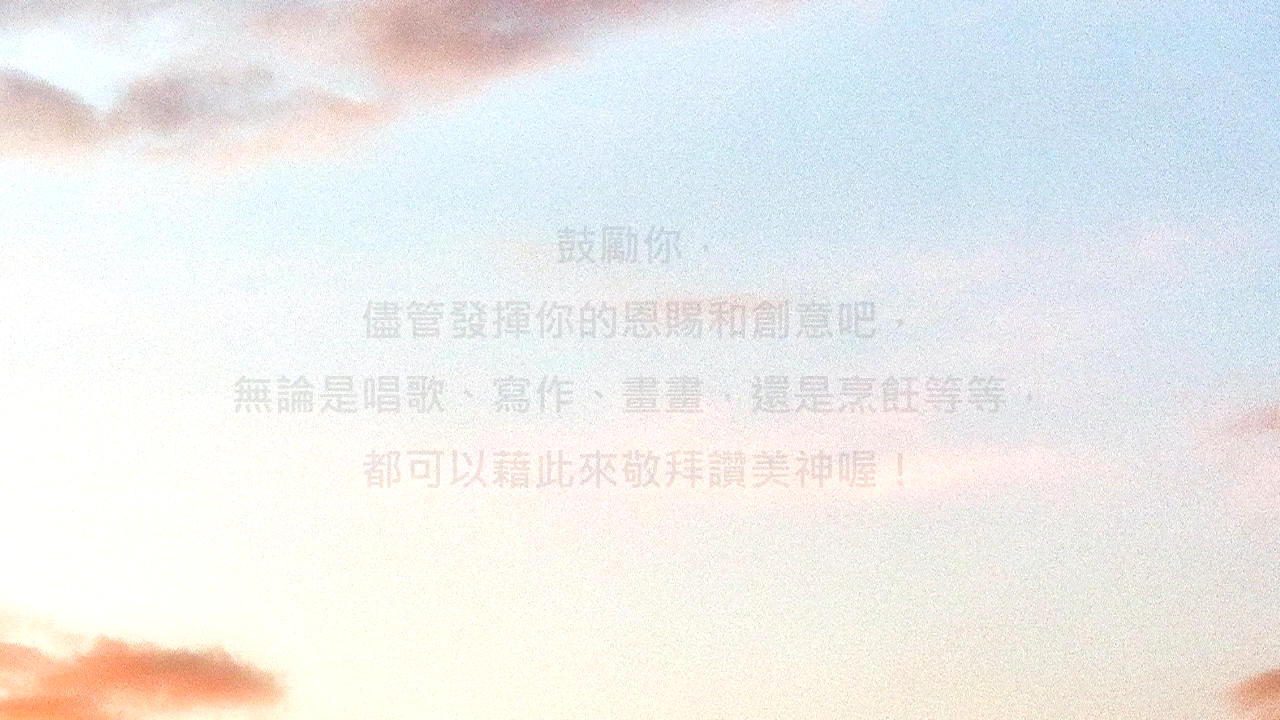 鼓勵你，
儘管發揮你的恩賜和創意吧，
無論是唱歌、寫作、畫畫，還是烹飪等等，
都可以藉此來敬拜讚美神喔！